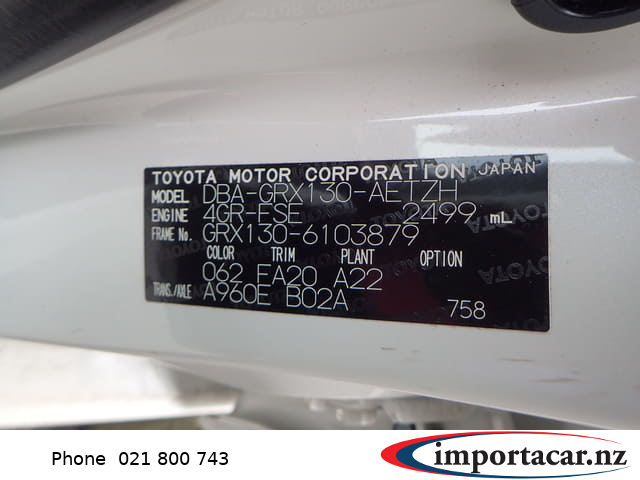 TOYOTA MOTOR CORPORATION JAPAN
MODEL DBA-GRX130-AETZH
ENGINE 4GR-FSE 2499 mL
FRAME No. GRX130-6103879
COLOR TRIM PLANT OPTION
062 FA20 A22
TRANS./AXLE A960E B02A
758
Phone 021 800 743
importacar.nz